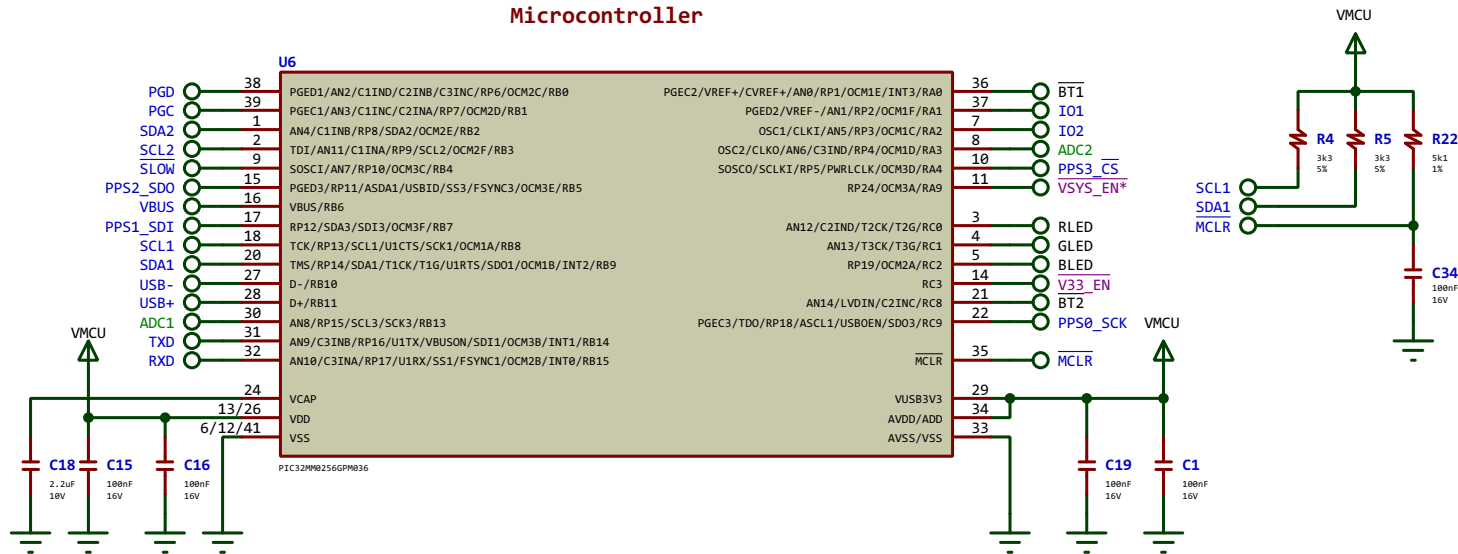 Microcontroller
U6
PGD 38 PGED1/AN2/C1IND/C2INB/C3INC/RP6/OCM2C/RB0
PGC 39 PGEC1/AN3/C1INC/C2INA/RP7/OCM2D/RB1
SDA2 1 AN4/C1INB/RP8/SDA2/OCM2E/RB2
SCL2 2 TDI/AN11/C1INA/RP9/SCL2/OCM2F/RB3
SLOW 9 SOSCI/AN7/RP10/OCM3C/RB4
PPS2_SDO 15 PGED3/RP11/ASDA1/USBID/SS3/FSYNC3/OCM3E/RB5
VBUS 16 VBUS/RB6
PPS1_SDI 17 RP12/SDA3/SDI3/OCM3F/RB7
SCL1 18 TCK/RP13/SCL1/U1CTS/SCK1/OCM1A/RB8
SDA1 20 TMS/RP14/SDA1/T1CK/T1G/U1RTS/SDO1/OCM1B/INT2/RB9
USB- 27 D-/RB10
USB+ 28 D+/RB11
ADC1 30 AN8/RP15/SCL3/SCK3/RB13
TXD 31 AN9/C3INB/RP16/U1TX/VBUSON/SDI1/OCM3B/INT1/RB14
RXD 32 AN10/C3INA/RP17/U1RX/SS1/FSYNC1/OCM2B/INT0/RB15
VMCU
24 VCAP
13/26 VDD
6/12/41 VSS
PIC32MM0256GPM036
PGEC2/VREF+/CVREF+/AN0/RP1/OCM1E/INT3/RA0 36 BT1
PGED2/VREF-/AN1/RP2/OCM1F/RA1 37 IO1
OSC1/CLKI/AN5/RP3/OCM1C/RA2 7 IO2
OSC2/CLKO/AN6/C3IND/RP4/OCM1D/RA3 8 ADC2
SOSCO/SCLKI/RP5/PWRLCLK/OCM3D/RA4 10 PPS3_CS
RP24/OCM3A/RA9 11 VSYS_EN*
AN12/C2IND/T2CK/T2G/RC0 3 RLED
AN13/T3CK/T3G/RC1 4 GLED
RP19/OCM2A/RC2 5 BLED
RC3 14 V33_EN
AN14/LVDIN/C2INC/RC8 21 BT2
PGEC3/TDO/RP18/ASCL1/USBOEN/SDO3/RC9 22 PPS0_SCK
MCLR 35 MCLR
VUSB3V3 29
AVDD/ADD 34
AVSS/VSS 33
VMCU
C18
2.2uF
10V
C15
100nF
16V
C16
100nF
16V
C19
100nF
16V
C1
100nF
16V
VMCU
R4
3k3
5%
R5
3k3
5%
R22
5k1
1%
SCL1
SDA1
MCLR
C34
100nF
16V